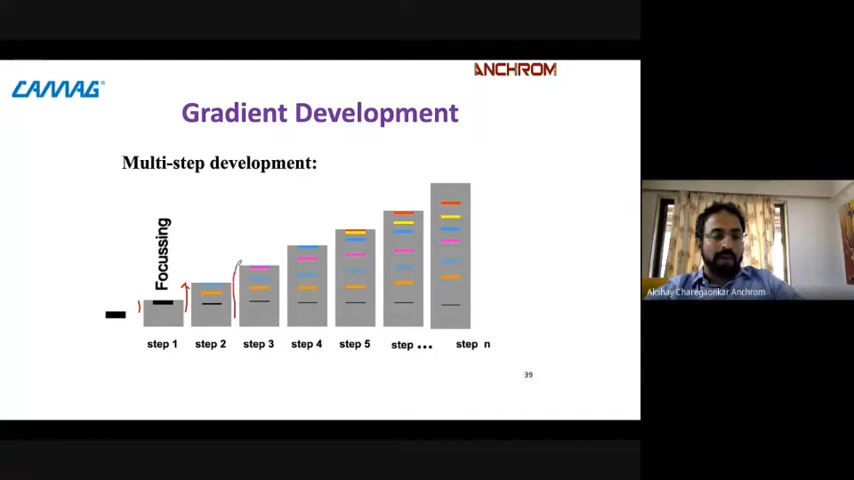 CAMAG®
ANCHROM
Gradient Development
Multi-step development:
Focussing
step 1 step 2 step 3 step 4 step 5 step ... step n
39
Akshay Charegaonkar Anchrom